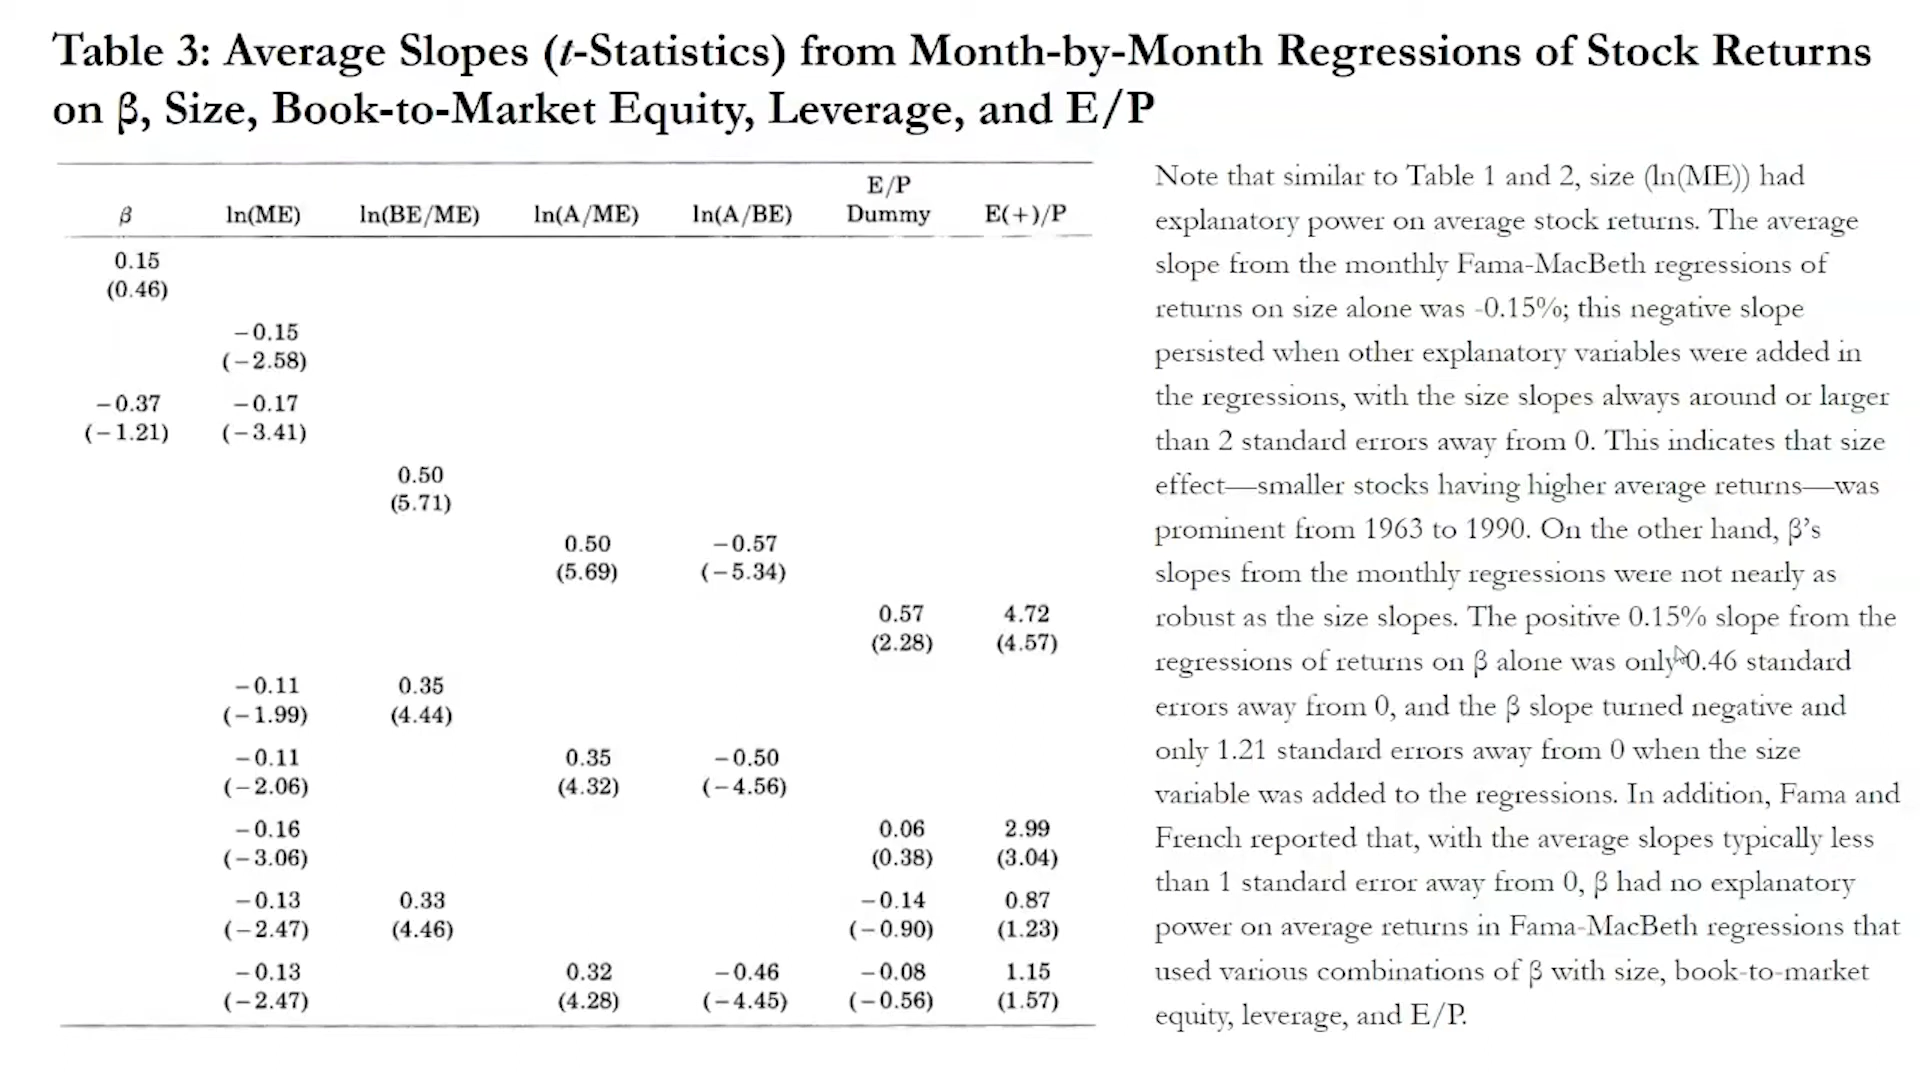 Table 3: Average Slopes (t-Statistics) from Month-by-Month Regressions of Stock Returns
on β, Size, Book-to-Market Equity, Leverage, and E/P
E/P
β ln(ME) ln(BE/ME) ln(A/ME) ln(A/BE) Dummy E(+)/P
0.15
(0.46)
−0.15
(−2.58)
−0.37 −0.17
(−1.21) (−3.41)
0.50
(5.71)
0.50 −0.57
(5.69) (−5.34)
0.57 4.72
(2.28) (4.57)
−0.11 0.35
(−1.99) (4.44)
−0.11 0.35 −0.50
(−2.06) (4.32) (−4.56)
−0.16 0.06 2.99
(−3.06) (0.38) (3.04)
−0.13 0.33 −0.14 0.87
(−2.47) (4.46) (−0.90) (1.23)
−0.13 0.32 −0.46 −0.08 1.15
(−2.47) (4.28) (−4.45) (−0.56) (1.57)
Note that similar to Table 1 and 2, size (ln(ME)) had
explanatory power on average stock returns. The average
slope from the monthly Fama-MacBeth regressions of
returns on size alone was -0.15%; this negative slope
persisted when other explanatory variables were added in
the regressions, with the size slopes always around or larger
than 2 standard errors away from 0. This indicates that size
effect—smaller stocks having higher average returns—was
prominent from 1963 to 1990. On the other hand, β's
slopes from the monthly regressions were not nearly as
robust as the size slopes. The positive 0.15% slope from the
regressions of returns on β alone was only 0.46 standard
errors away from 0, and the β slope turned negative and
only 1.21 standard errors away from 0 when the size
variable was added to the regressions. In addition, Fama and
French reported that, with the average slopes typically less
than 1 standard error away from 0, β had no explanatory
power on average returns in Fama-MacBeth regressions that
used various combinations of β with size, book-to-market
equity, leverage, and E/P.